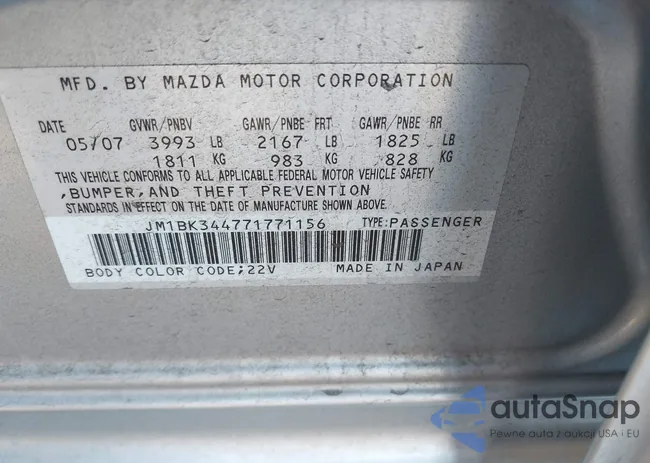 MFD. BY MAZDA MOTOR CORPORATION
DATE GVWR/PNBV GAWR/PNBE FRT GAWR/PNBE RR
05/07 3993 LB 2167 LB 1825 LB
1811 KG 983 KG 828 KG
THIS VEHICLE CONFORMS TO ALL APPLICABLE FEDERAL MOTOR VEHICLE SAFETY
,BUMPER,AND THEFT PREVENTION
STANDARDS IN EFFECT ON THE DATE OF MANUFACTURE SHOWN ABOVE.
JM1BK344771771156 TYPE:PASSENGER
BODY COLOR CODE;22V MADE IN JAPAN
autaSnap
Pewne auta z aukcji USA i EU